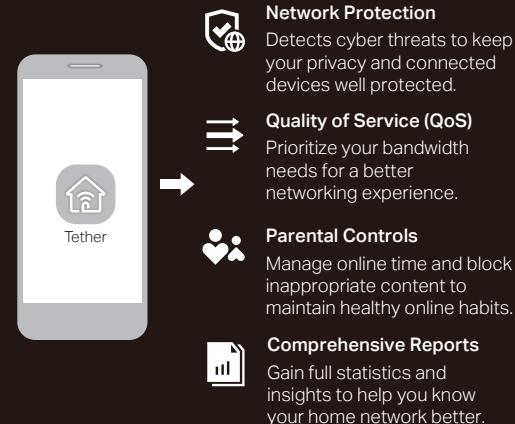 Tether
Network Protection
Detects cyber threats to keep
your privacy and connected
devices well protected.
Quality of Service (QoS)
Prioritize your bandwidth
needs for a better
networking experience.
Parental Controls
Manage online time and block
inappropriate content to
maintain healthy online habits.
Comprehensive Reports
Gain full statistics and
insights to help you know
your home network better.